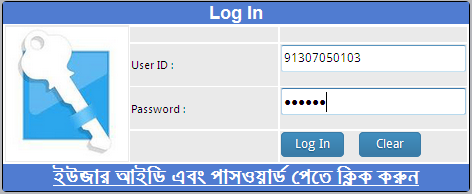 Log In
User ID : 91307050103
Password : ••••••
Log In Clear
ইউজার আইডি এবং পাসওয়ার্ড পেতে ক্লিক করুন